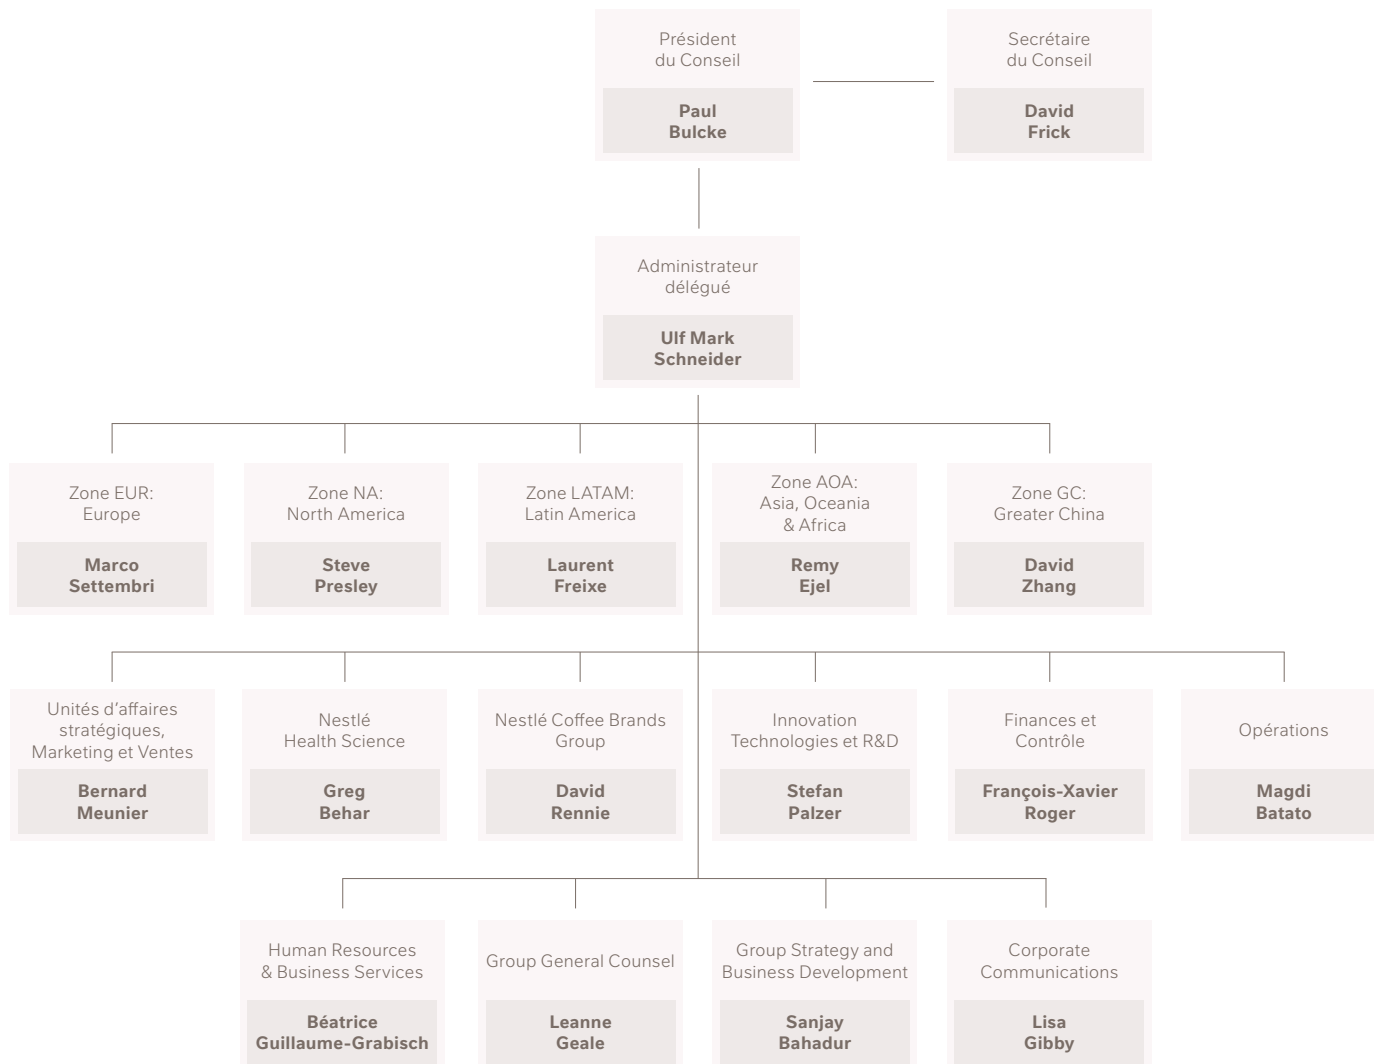 Président
du Conseil
Paul
Bulcke
Secrétaire
du Conseil
David
Frick
Administrateur
délégué
Ulf Mark
Schneider
Zone EUR:
Europe
Marco
Settembri
Zone NA:
North America
Steve
Presley
Zone LATAM:
Latin America
Laurent
Freixe
Zone AOA:
Asia, Oceania
& Africa
Remy
Ejel
Zone GC:
Greater China
David
Zhang
Unités d’affaires
stratégiques,
Marketing et Ventes
Bernard
Meunier
Nestlé
Health Science
Greg
Behar
Nestlé Coffee Brands
Group
David
Rennie
Innovation
Technologies et R&D
Stefan
Palzer
Finances et
Contrôle
François-Xavier
Roger
Opérations
Magdi
Batato
Human Resources
& Business Services
Béatrice
Guillaume-Grabisch
Group General Counsel
Leanne
Geale
Group Strategy and
Business Development
Sanjay
Bahadur
Corporate
Communications
Lisa
Gibby